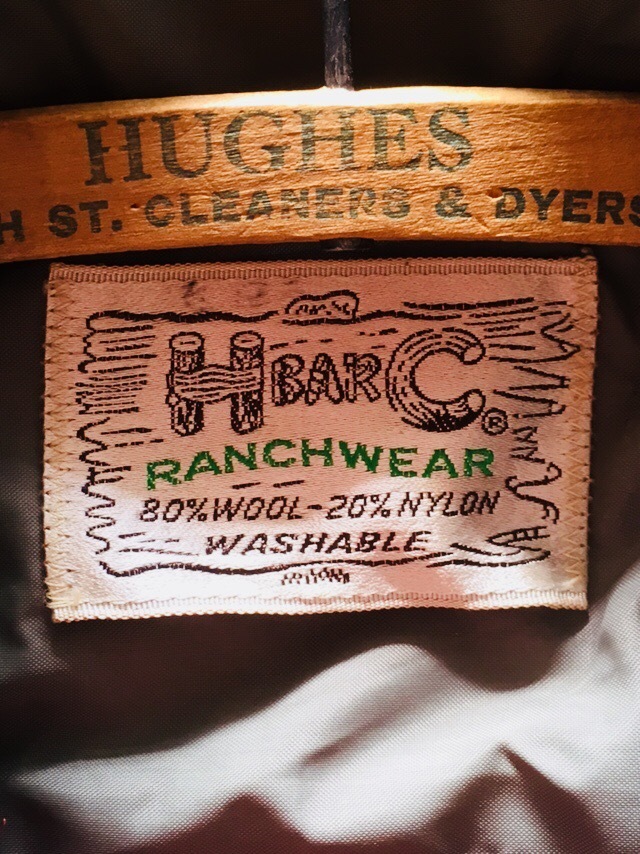 HUGHES
H ST. CLEANERS & DYERS
H BAR C®
RANCHWEAR
80% WOOL - 20% NYLON
WASHABLE